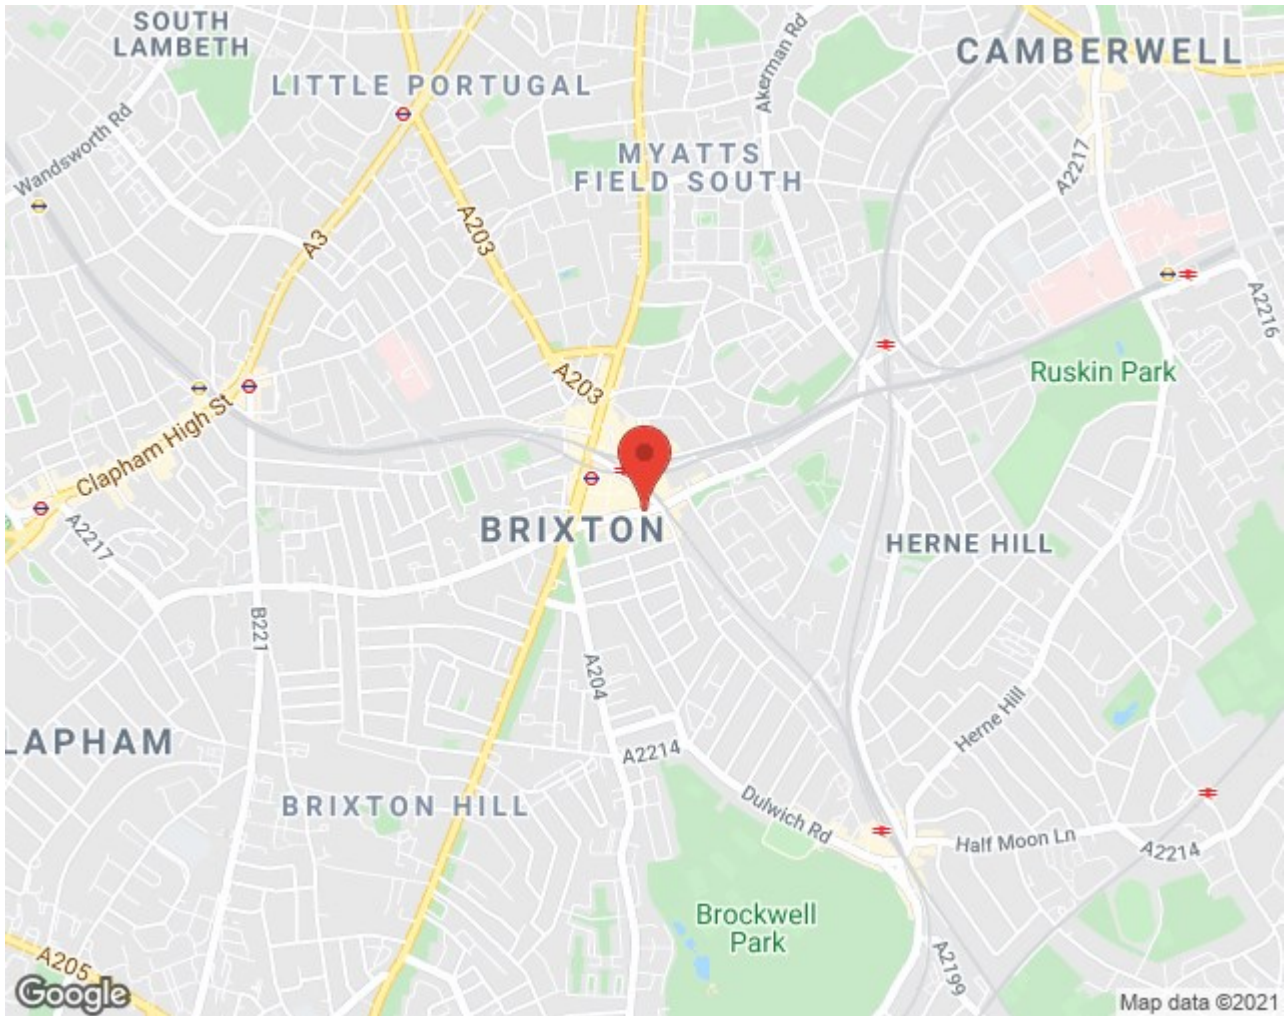 SOUTH
LAMBETH
LITTLE PORTUGAL
CAMBERWELL
Akerman Rd
Wandsworth Rd
MYATTS
FIELD SOUTH
A2217
A203
A3
A2216
Ruskin Park
A203
Clapham High St
A2217
BRIXTON
HERNE HILL
B221
A204
Herne Hill
LAPHAM
A2214
BRIXTON HILL
Dulwich Rd
Half Moon Ln
A2214
Brockwell
Park
A205
A2199
Google
Map data ©2021